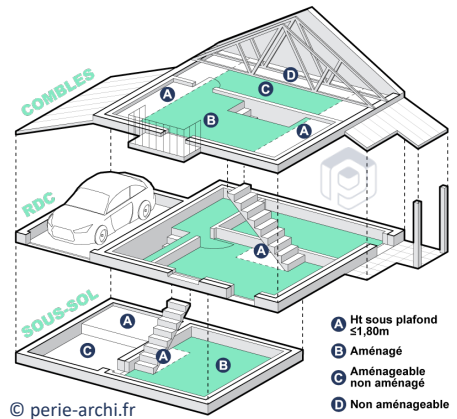 COMBLES
A
D
C
B
A
RDC
A
SOUS-SOL
A
C
A
B
A Ht sous plafond
≤1,80m
B Aménagé
C Aménageable
non aménagé
D Non aménageable
© perie-archi.fr